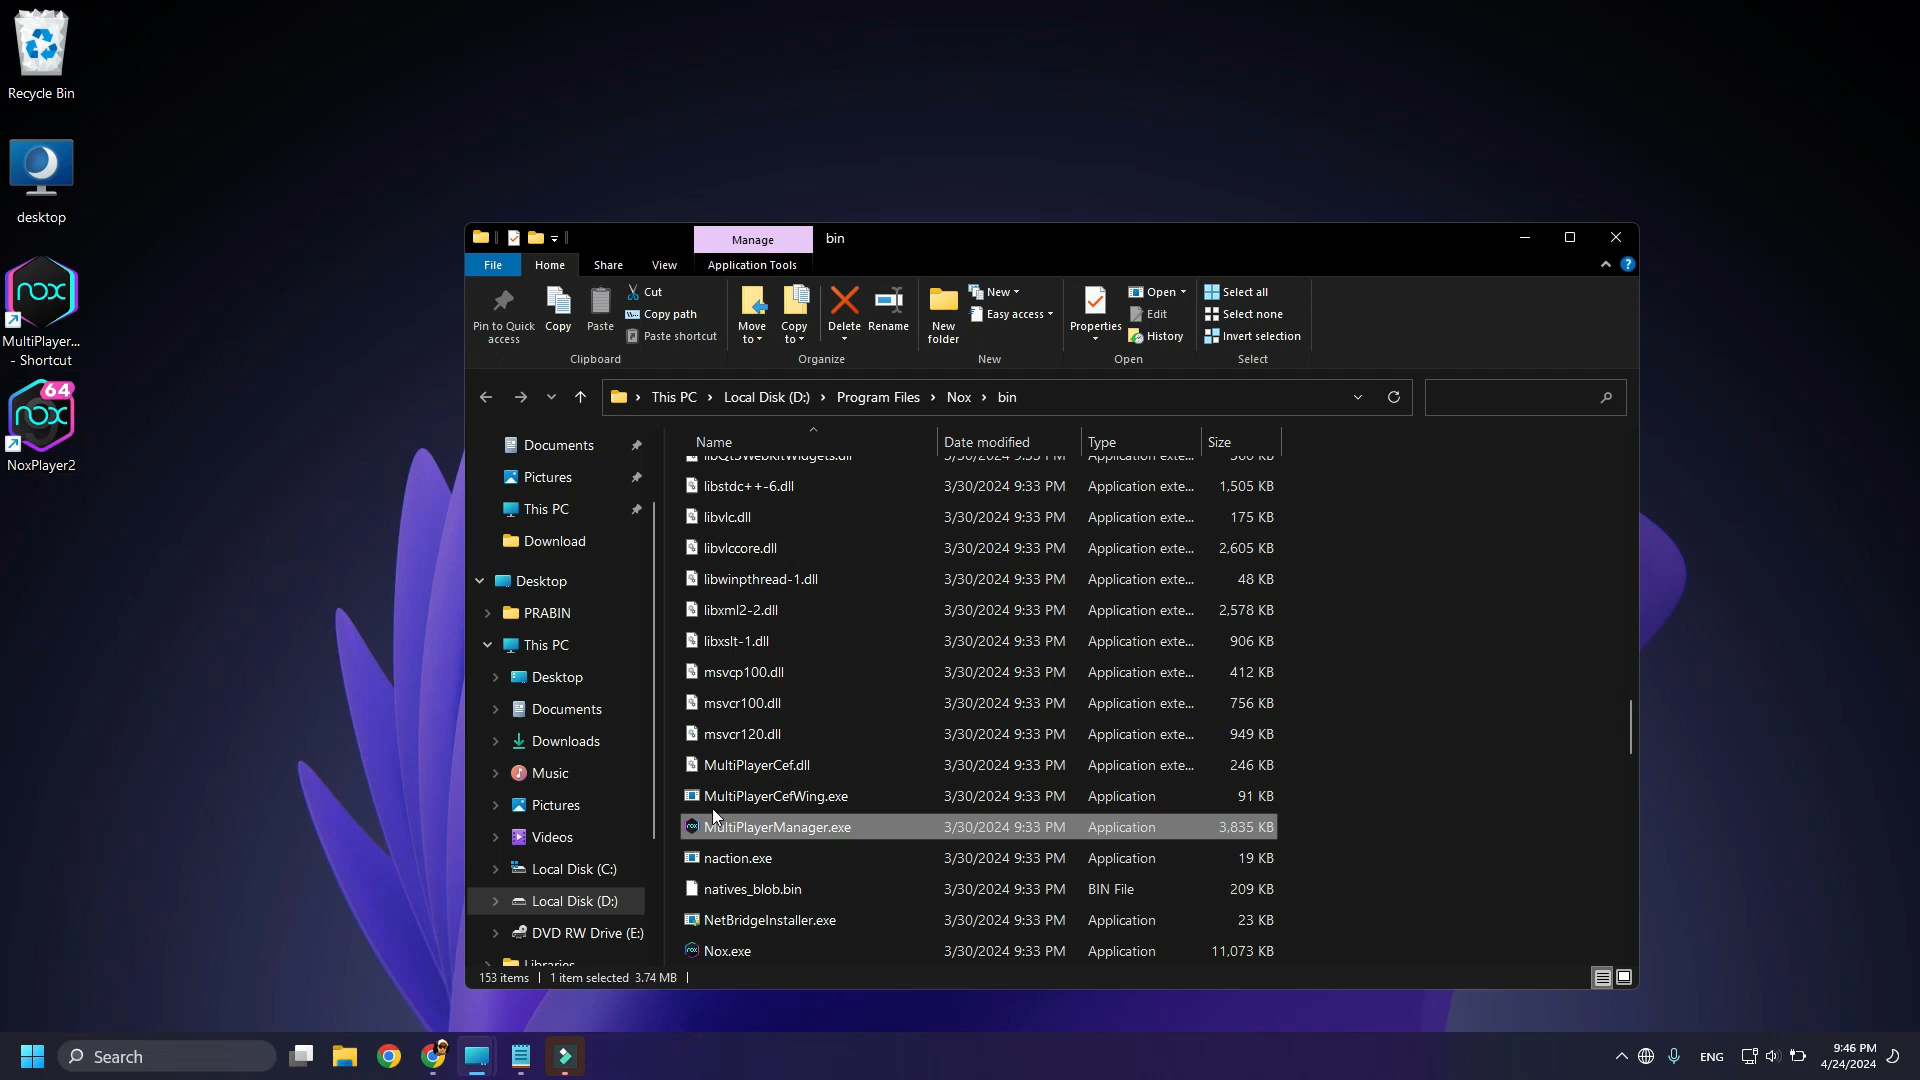 Recycle Bin
desktop
nox
MultiPlayer...
- Shortcut
64
nox
NoxPlayer2
Manage
bin
File
Home
Share
View
Application Tools
Pin to Quick
access
Copy
Paste
Cut
Copy path
Paste shortcut
Clipboard
Move
to
Copy
to
Delete
Rename
Organize
New
folder
New
Easy access
New
Properties
Open
Edit
History
Open
Select all
Select none
Invert selection
Select
This PC > Local Disk (D:) > Program Files > Nox > bin
Documents
Pictures
This PC
Download
Desktop
PRABIN
This PC
Desktop
Documents
Downloads
Music
Pictures
Videos
Local Disk (C:)
Local Disk (D:)
DVD RW Drive (E:)
Libraries
Name Date modified Type Size
libQt5WebKitWidgets.dll 3/30/2024 9:33 PM Application exte...
libstdc++-6.dll 3/30/2024 9:33 PM Application exte... 1,505 KB
libvlc.dll 3/30/2024 9:33 PM Application exte... 175 KB
libvlccore.dll 3/30/2024 9:33 PM Application exte... 2,605 KB
libwinpthread-1.dll 3/30/2024 9:33 PM Application exte... 48 KB
libxml2-2.dll 3/30/2024 9:33 PM Application exte... 2,578 KB
libxslt-1.dll 3/30/2024 9:33 PM Application exte... 906 KB
msvcp100.dll 3/30/2024 9:33 PM Application exte... 412 KB
msvcr100.dll 3/30/2024 9:33 PM Application exte... 756 KB
msvcr120.dll 3/30/2024 9:33 PM Application exte... 949 KB
MultiPlayerCef.dll 3/30/2024 9:33 PM Application exte... 246 KB
MultiPlayerCefWing.exe 3/30/2024 9:33 PM Application 91 KB
MultiPlayerManager.exe 3/30/2024 9:33 PM Application 3,835 KB
naction.exe 3/30/2024 9:33 PM Application 19 KB
natives_blob.bin 3/30/2024 9:33 PM BIN File 209 KB
NetBridgeInstaller.exe 3/30/2024 9:33 PM Application 23 KB
Nox.exe 3/30/2024 9:33 PM Application 11,073 KB
153 items | 1 item selected 3.74 MB |
Search
ENG
9:46 PM
4/24/2024